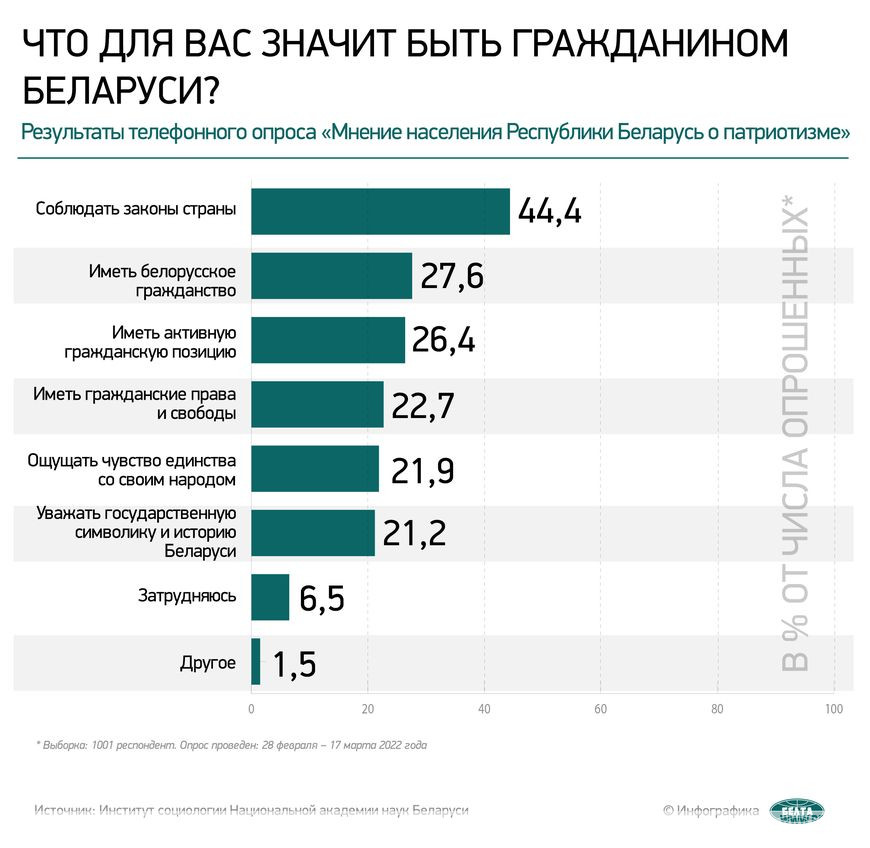 ЧТО ДЛЯ ВАС ЗНАЧИТ БЫТЬ ГРАЖДАНИНОМ
БЕЛАРУСИ?
Результаты телефонного опроса «Мнение населения Республики Беларусь о патриотизме»
Соблюдать законы страны
44,4
Иметь белорусское
гражданство
27,6
Иметь активную
гражданскую позицию
26,4
Иметь гражданские права
и свободы
22,7
Ощущать чувство единства
со своим народом
21,9
Уважать государственную
символику и историю
Беларуси
21,2
Затрудняюсь
6,5
Другое
1,5
0 20 40 60 80 100
В % ОТ ЧИСЛА ОПРОШЕННЫХ*
* Выборка: 1001 респондент. Опрос проведен: 28 февраля – 17 марта 2022 года
Источник: Институт социологии Национальной академии наук Беларуси
© Инфографика
БЕЛТА